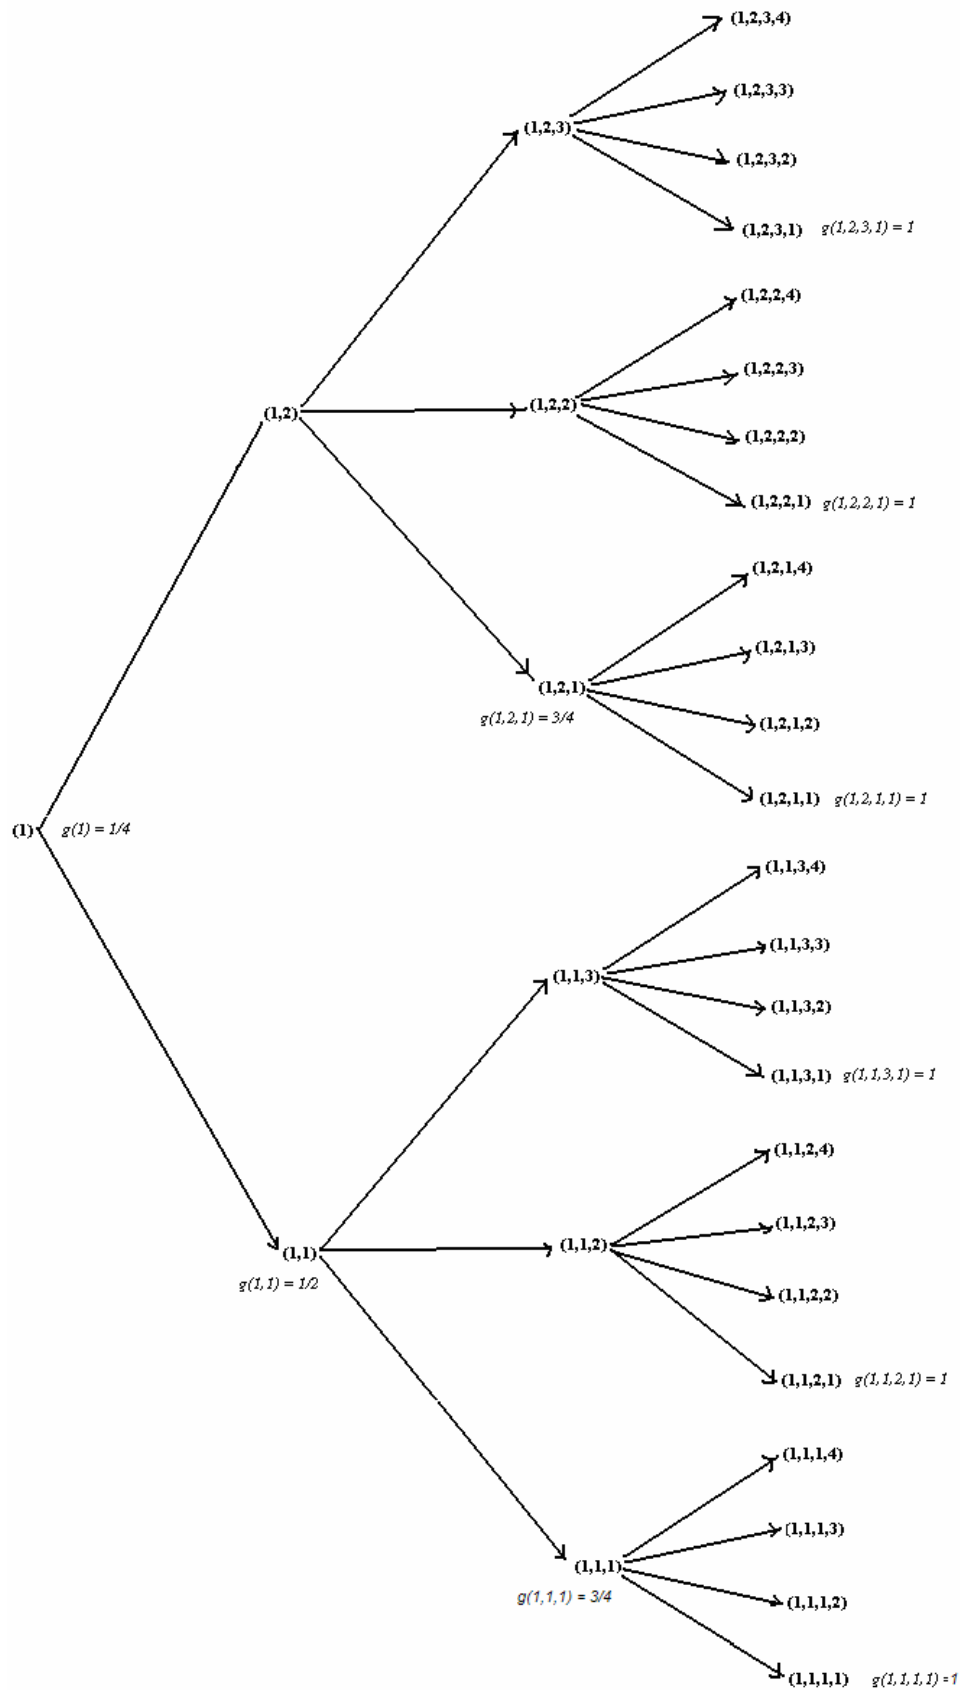 (1,2,3,4)
(1,2,3,3)
(1,2,3)
(1,2,3,2)
(1,2,3,1) g(1,2,3,1) = 1
(1,2,2,4)
(1,2,2,3)
(1,2) (1,2,2)
(1,2,2,2)
(1,2,2,1) g(1,2,2,1) = 1
(1,2,1,4)
(1,2,1,3)
(1,2,1)
g(1,2,1) = 3/4
(1,2,1,2)
(1,2,1,1) g(1,2,1,1) = 1
(1) g(1) = 1/4
(1,1,3,4)
(1,1,3,3)
(1,1,3)
(1,1,3,2)
(1,1,3,1) g(1,1,3,1) = 1
(1,1,2,4)
(1,1,2,3)
(1,1) (1,1,2)
g(1,1) = 1/2
(1,1,2,2)
(1,1,2,1) g(1,1,2,1) = 1
(1,1,1,4)
(1,1,1,3)
(1,1,1)
g(1,1,1) = 3/4
(1,1,1,2)
(1,1,1,1) g(1,1,1,1) =1